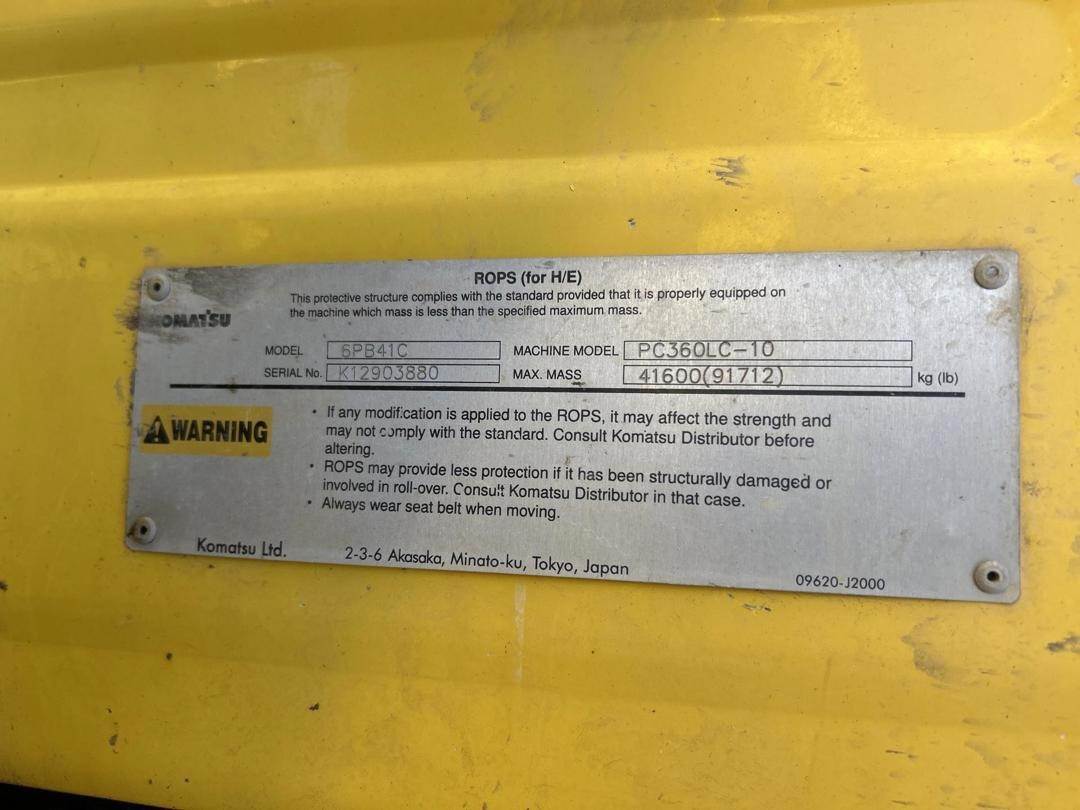 ROPS (for H/E)
This protective structure complies with the standard provided that it is properly equipped on
the machine which mass is less than the specified maximum mass.
KOMATSU
MODEL 6PB41C MACHINE MODEL PC360LC-10
SERIAL No. K12903880 MAX. MASS 41600(91712) kg (lb)
WARNING
• If any modification is applied to the ROPS, it may affect the strength and
may not comply with the standard. Consult Komatsu Distributor before
altering.
• ROPS may provide less protection if it has been structurally damaged or
involved in roll-over. Consult Komatsu Distributor in that case.
• Always wear seat belt when moving.
Komatsu Ltd. 2-3-6 Akasaka, Minato-ku, Tokyo, Japan
09620-J2000